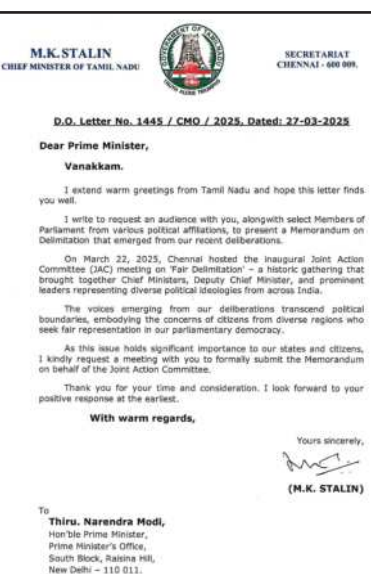 M.K. STALIN
CHIEF MINISTER OF TAMIL NADU
GOVERNMENT OF TAMIL NADU
TRUTH ALONE TRIUMPHS
SECRETARIAT
CHENNAI - 600 009.
D.O. Letter No. 1445 / CMO / 2025, Dated: 27-03-2025
Dear Prime Minister,
Vanakkam.
I extend warm greetings from Tamil Nadu and hope this letter finds
you well.
I write to request an audience with you, alongwith select Members of
Parliament from various political affiliations, to present a Memorandum on
Delimitation that emerged from our recent deliberations.
On March 22, 2025, Chennai hosted the inaugural Joint Action
Committee (JAC) meeting on 'Fair Delimitation' – a historic gathering that
brought together Chief Ministers, Deputy Chief Minister, and prominent
leaders representing diverse political ideologies from across India.
The voices emerging from our deliberations transcend political
boundaries, embodying the concerns of citizens from diverse regions who
seek fair representation in our parliamentary democracy.
As this issue holds significant importance to our states and citizens,
I kindly request a meeting with you to formally submit the Memorandum
on behalf of the Joint Action Committee.
Thank you for your time and consideration. I look forward to your
positive response at the earliest.
With warm regards,
Yours sincerely,
(M.K. STALIN)
To
Thiru. Narendra Modi,
Hon'ble Prime Minister,
Prime Minister's Office,
South Block, Raisina Hill,
New Delhi – 110 011.